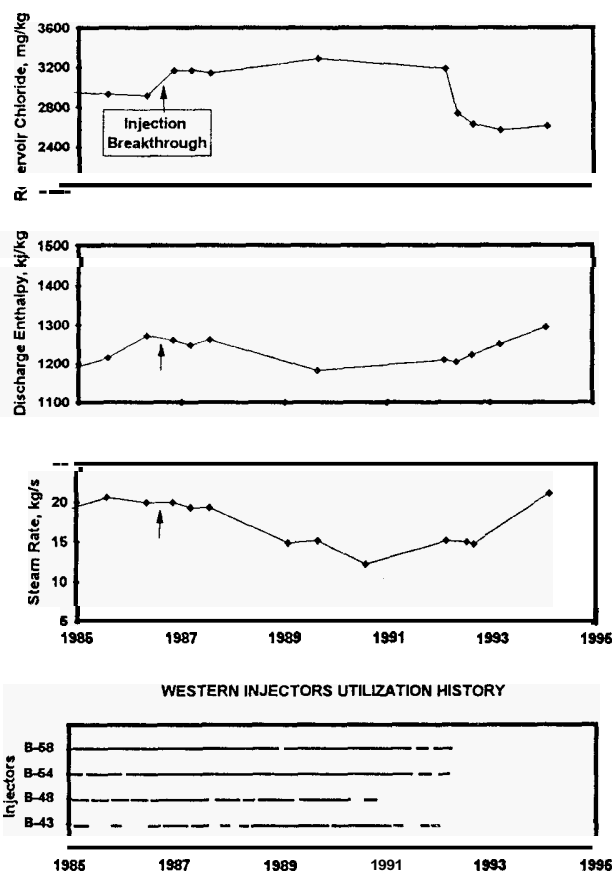 Reservoir Chloride, mg/kg
3600
3200
2800
2400
Injection
Breakthrough
Discharge Enthalpy, kj/kg
1500
1400
1300
1200
1100
Steam Rate, kg/s
20
15
10
5
1985 1987 1989 1991 1993 1995
WESTERN INJECTORS UTILIZATION HISTORY
Injectors
B-58
B-54
B-48
B-43
1985 1987 1989 1991 1993 1995